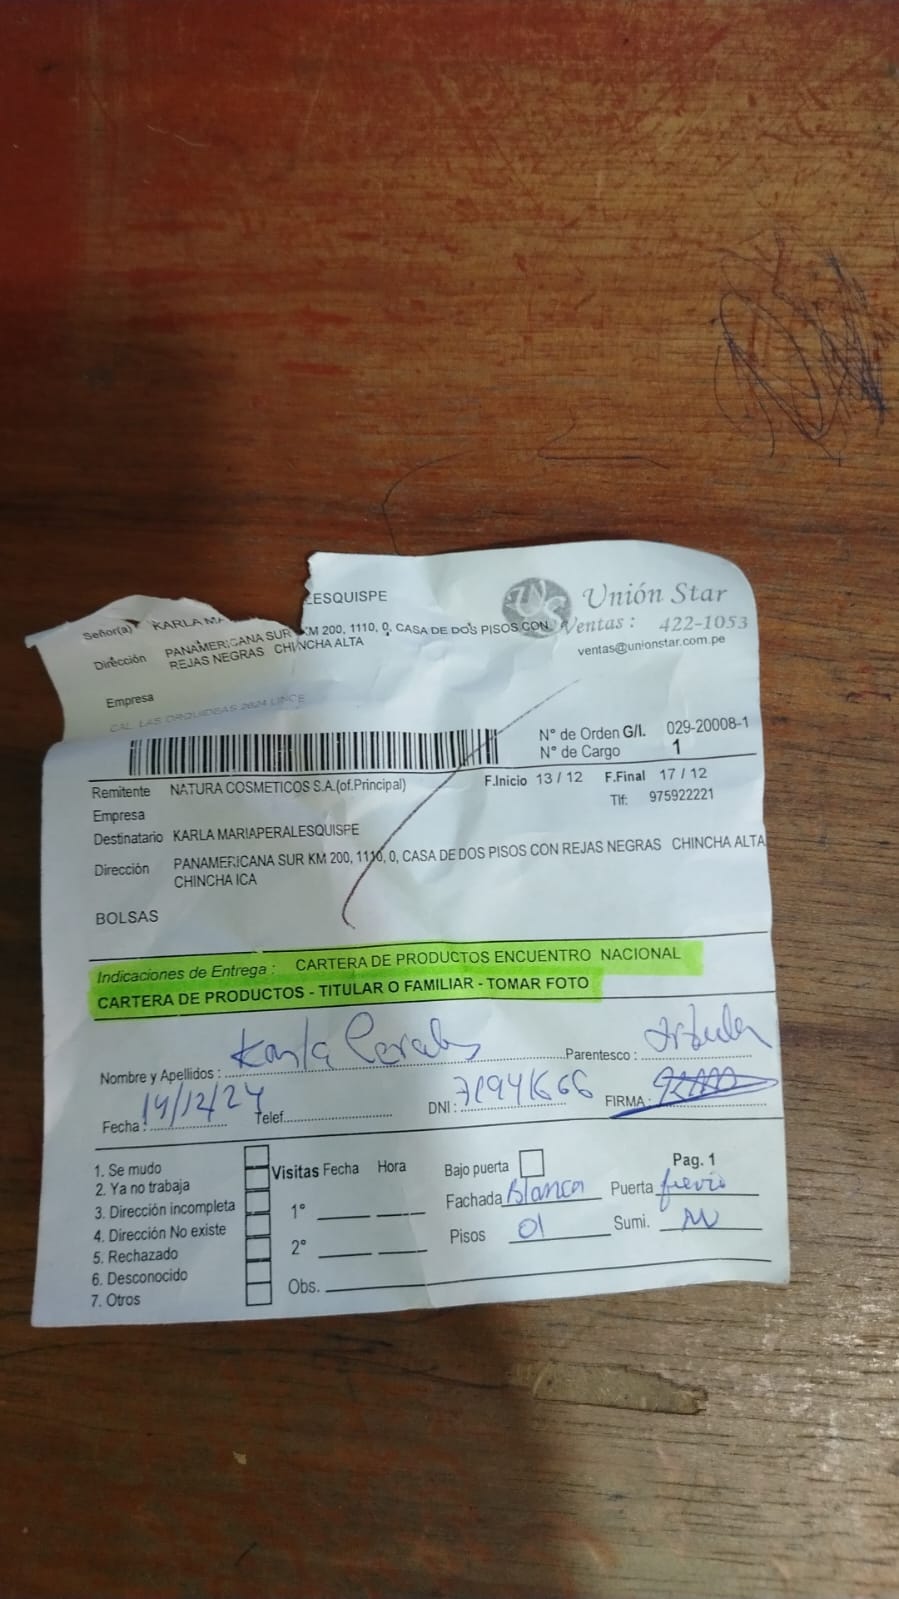 LESQUISPE
Unión Star
Señor(a) KARLA MA
Ventas : 422-1053
Dirección PANAMERICANA SUR KM 200, 1110, 0, CASA DE DOS PISOS CON
REJAS NEGRAS CHINCHA ALTA
ventas@unionstar.com.pe
Empresa
CAL. LAS ORQUIDEAS 2624 LINCE
N° de Orden G/I. 029-20008-1
N° de Cargo 1
Remitente NATURA COSMETICOS S.A.(of.Principal) F.Inicio 13 / 12 F.Final 17 / 12
Empresa Tlf: 975922221
Destinatario KARLA MARIAPERALESQUISPE
Dirección PANAMERICANA SUR KM 200, 1110, 0, CASA DE DOS PISOS CON REJAS NEGRAS CHINCHA ALTA
CHINCHA ICA
BOLSAS
Indicaciones de Entrega : CARTERA DE PRODUCTOS ENCUENTRO NACIONAL
CARTERA DE PRODUCTOS - TITULAR O FAMILIAR - TOMAR FOTO
Nombre y Apellidos : Karla Perales Parentesco :
Fecha : 14/12/24 Telef. DNI : FIRMA :
1. Se mudo
2. Ya no trabaja
3. Dirección incompleta
4. Dirección No existe
5. Rechazado
6. Desconocido
7. Otros
Visitas Fecha Hora
1°
2°
Obs.
Bajo puerta Pag. 1
Fachada Blanca Puerta
Pisos 01 Sumi.